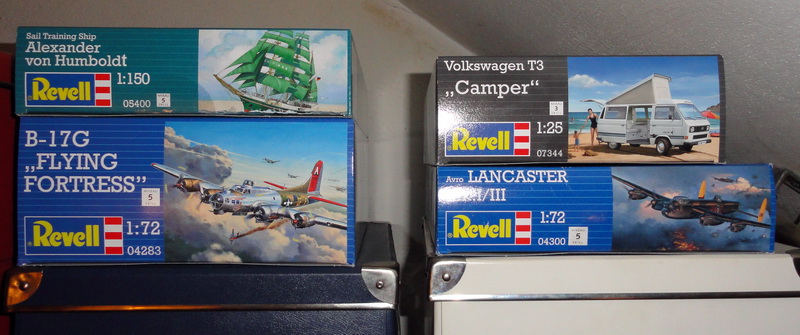 Sail Training Ship
Alexander
von Humboldt
Revell
1:150
05400
5
B-17G
„FLYING
FORTRESS“
5
Revell
1:72
04283
Volkswagen T3
„Camper“
3
Revell
1:25
07344
Avro LANCASTER
I/III
Revell
1:72
04300
5